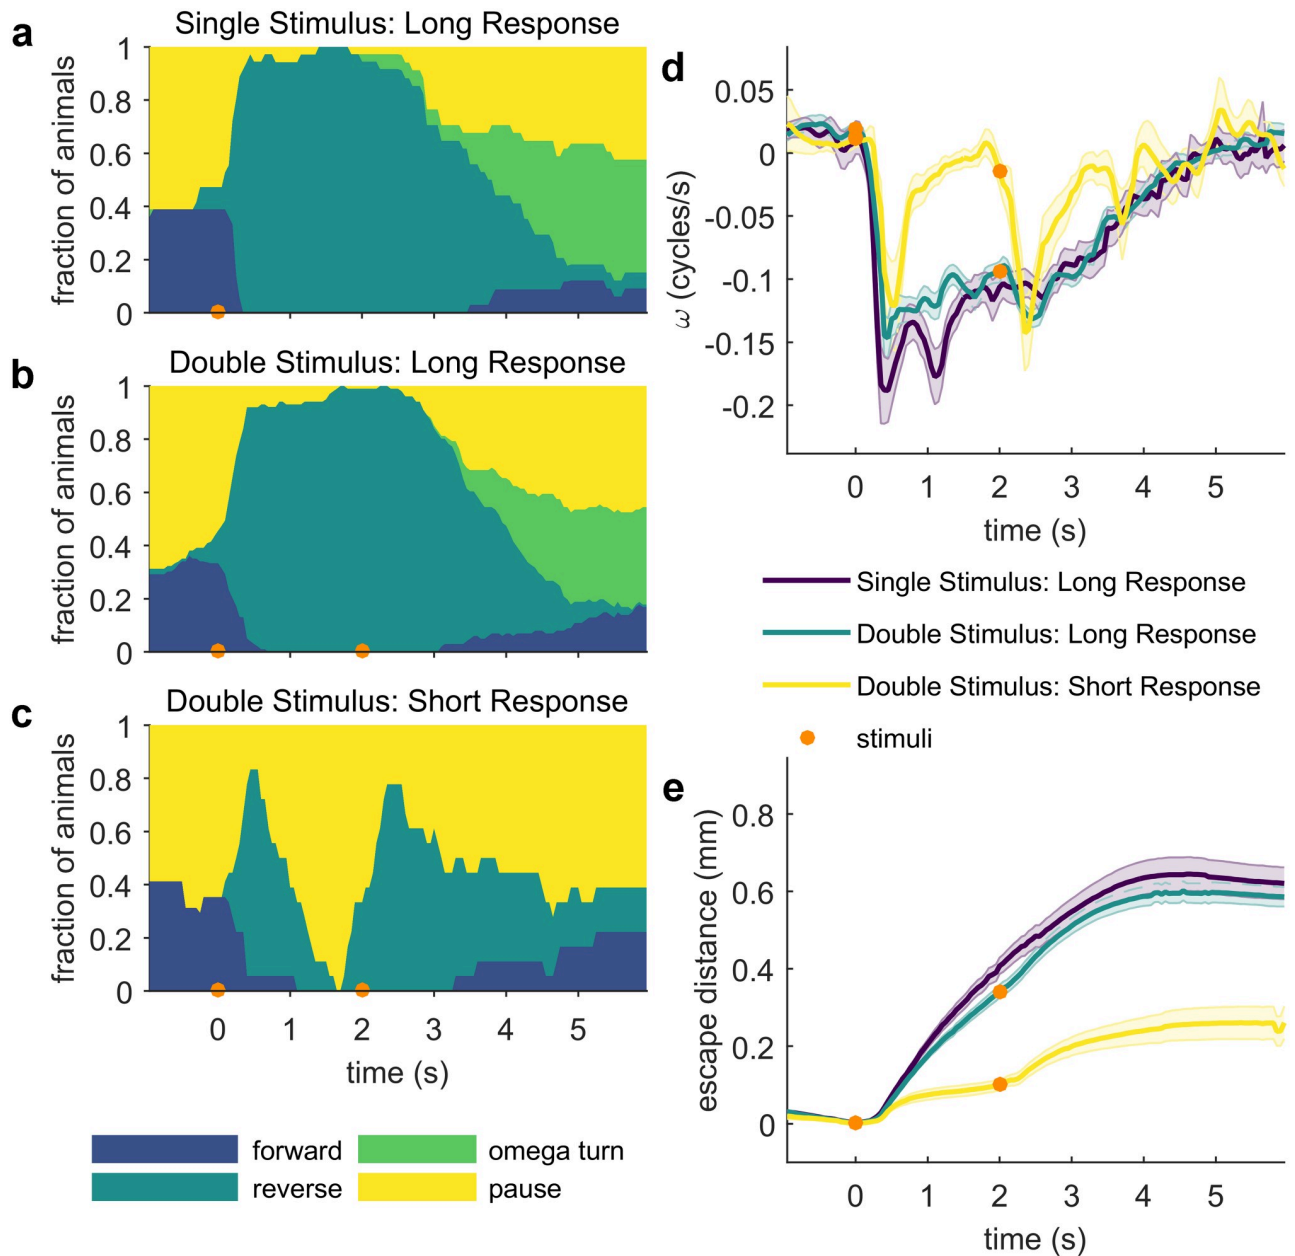 a
Single Stimulus: Long Response
fraction of animals
1
0.8
0.6
0.4
0.2
0
b
Double Stimulus: Long Response
fraction of animals
1
0.8
0.6
0.4
0.2
0
c
Double Stimulus: Short Response
fraction of animals
1
0.8
0.6
0.4
0.2
0
0 1 2 3 4 5
time (s)
forward
omega turn
reverse
pause
d
ω (cycles/s)
0.05
0
-0.05
-0.1
-0.15
-0.2
0 1 2 3 4 5
time (s)
Single Stimulus: Long Response
Double Stimulus: Long Response
Double Stimulus: Short Response
stimuli
e
escape distance (mm)
0.8
0.6
0.4
0.2
0
0 1 2 3 4 5
time (s)